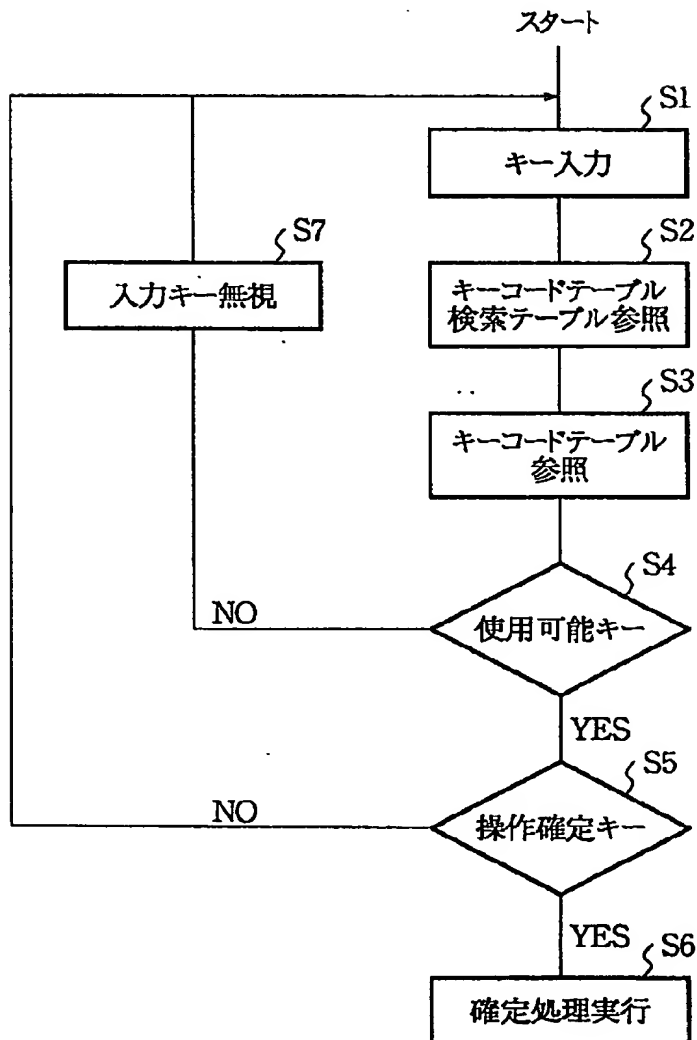 スタート
S1
キー入力
S7
入力キー無視
S2
キーコードテーブル
検索テーブル参照
S3
キーコードテーブル
参照
S4
使用可能キー
NO
YES
S5
操作確定キー
NO
YES
S6
確定処理実行